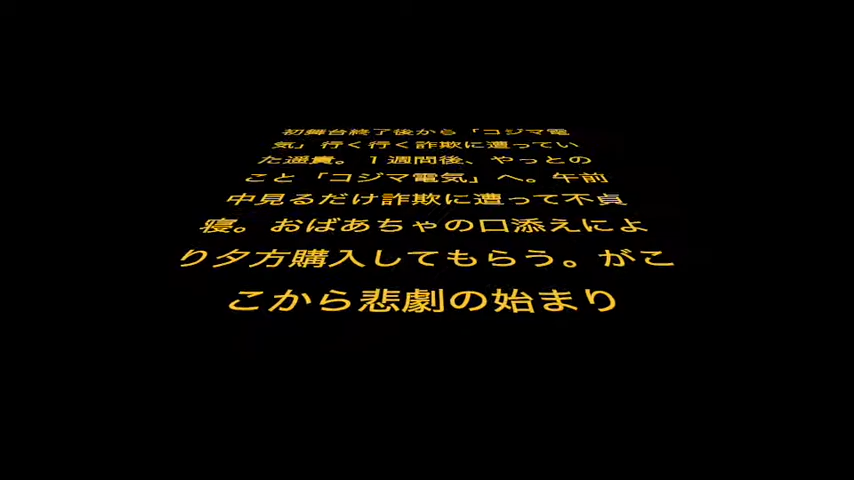 初舞台終了後から「コジマ電
気」行く行く詐欺に遭ってい
た遥貴。１週間後、やっとの
こと「コジマ電気」へ。午前
中見るだけ詐欺に遭って不貞
寝。おばあちゃの口添えによ
り夕方購入してもらう。がこ
こから悲劇の始まり